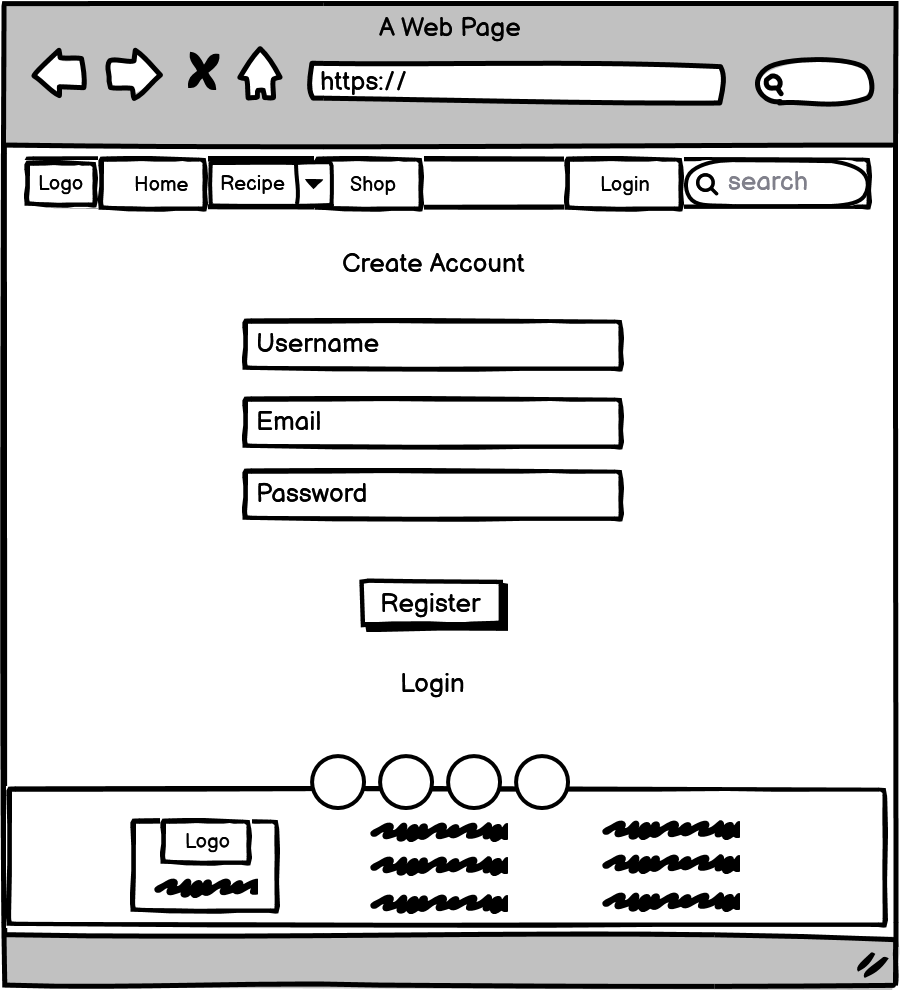 A Web Page
https://
Logo Home Recipe Shop Login search
Create Account
Username
Email
Password
Register
Login
Logo